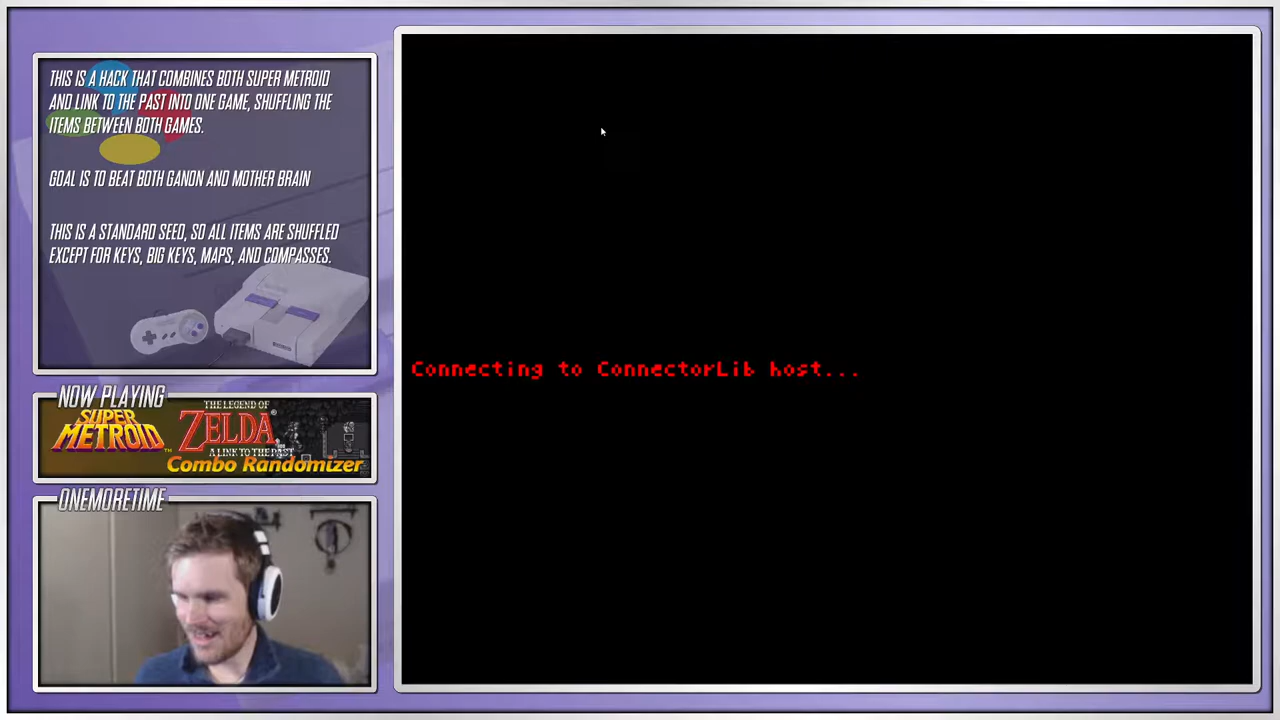 THIS IS A HACK THAT COMBINES BOTH SUPER METROID
AND LINK TO THE PAST INTO ONE GAME, SHUFFLING THE
ITEMS BETWEEN BOTH GAMES.
GOAL IS TO BEAT BOTH GANON AND MOTHER BRAIN
THIS IS A STANDARD SEED, SO ALL ITEMS ARE SHUFFLED
EXCEPT FOR KEYS, BIG KEYS, MAPS, AND COMPASSES.
NOW PLAYING
SUPER
METROID
THE LEGEND OF
ZELDA
A LINK TO THE PAST
Combo Randomizer
ONEMORETIME
Connecting to ConnectorLib host...